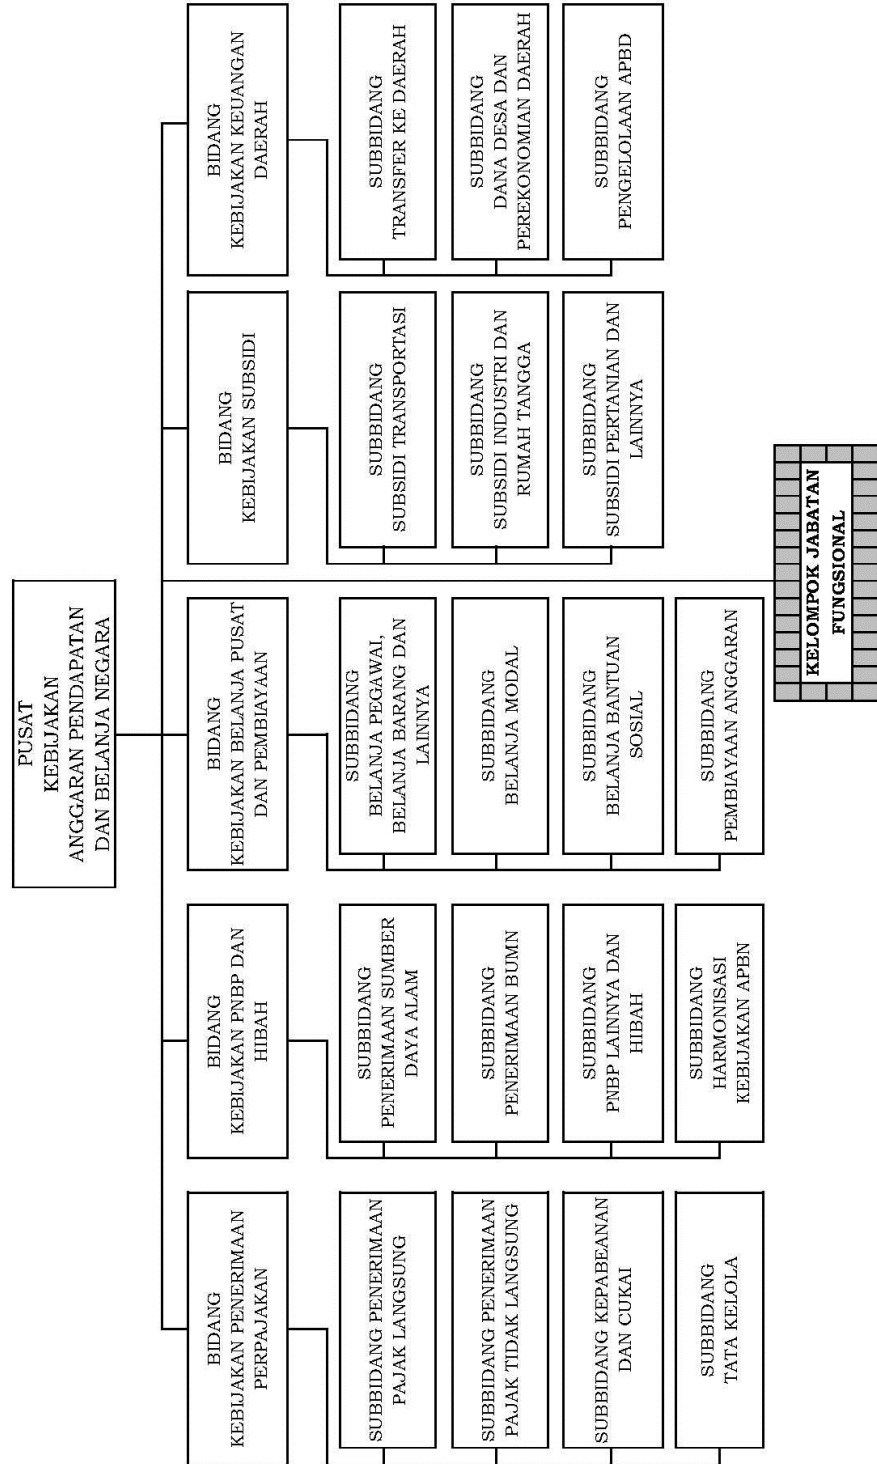 PUSAT
KEBIJAKAN
ANGGARAN PENDAPATAN
DAN BELANJA NEGARA
BIDANG
KEBIJAKAN PENERIMAAN
PERPAJAKAN
SUBBIDANG PENERIMAAN
PAJAK LANGSUNG
SUBBIDANG PENERIMAAN
PAJAK TIDAK LANGSUNG
SUBBIDANG KEPABEANAN
DAN CUKAI
SUBBIDANG
TATA KELOLA
BIDANG
KEBIJAKAN PNBP DAN
HIBAH
SUBBIDANG
PENERIMAAN SUMBER
DAYA ALAM
SUBBIDANG
PENERIMAAN BUMN
SUBBIDANG
PNBP LAINNYA DAN
HIBAH
SUBBIDANG
HARMONISASI
KEBIJAKAN APBN
BIDANG
KEBIJAKAN BELANJA PUSAT
DAN PEMBIAYAAN
SUBBIDANG
BELANJA PEGAWAI,
BELANJA BARANG DAN
LAINNYA
SUBBIDANG
BELANJA MODAL
SUBBIDANG
BELANJA BANTUAN
SOSIAL
SUBBIDANG
PEMBIAYAAN ANGGARAN
BIDANG
KEBIJAKAN SUBSIDI
SUBBIDANG
SUBSIDI TRANSPORTASI
SUBBIDANG
SUBSIDI INDUSTRI DAN
RUMAH TANGGA
SUBBIDANG
SUBSIDI PERTANIAN DAN
LAINNYA
BIDANG
KEBIJAKAN KEUANGAN
DAERAH
SUBBIDANG
TRANSFER KE DAERAH
SUBBIDANG
DANA DESA DAN
PEREKONOMIAN DAERAH
SUBBIDANG
PENGELOLAAN APBD
KELOMPOK JABATAN
FUNGSIONAL